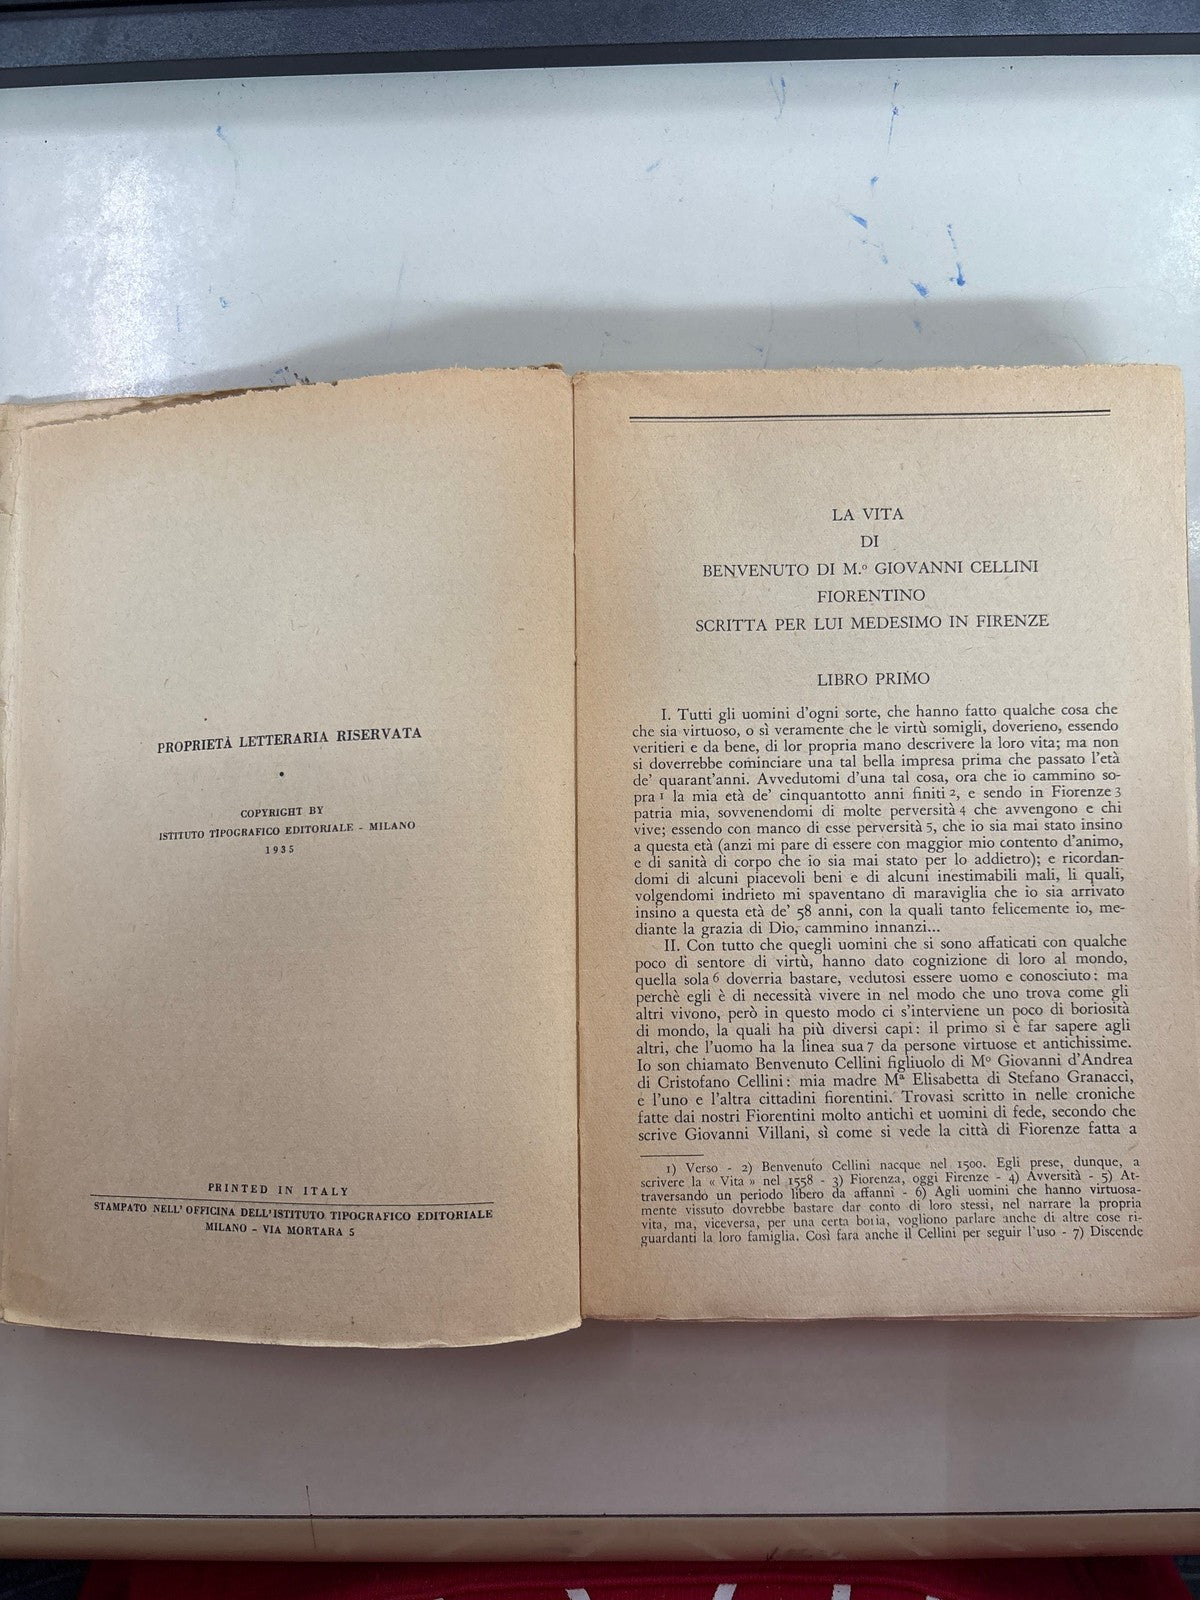 PROPRIETÀ LETTERARIA RISERVATA
•
COPYRIGHT BY
ISTITUTO TIPOGRAFICO EDITORIALE - MILANO
1935
PRINTED IN ITALY
STAMPATO NELL'OFFICINA DELL'ISTITUTO TIPOGRAFICO EDITORIALE
MILANO - VIA MORTARA 5
LA VITA
DI
BENVENUTO DI M.º GIOVANNI CELLINI
FIORENTINO
SCRITTA PER LUI MEDESIMO IN FIRENZE
LIBRO PRIMO
I. Tutti gli uomini d'ogni sorte, che hanno fatto qualche cosa che
che sia virtuoso, o sì veramente che le virtù somigli, doverieno, essendo
veritieri e da bene, di lor propria mano descrivere la loro vita; ma non
si doverrebbe cominciare una tal bella impresa prima che passato l'età
de' quarant'anni. Avvedutomi d'una tal cosa, ora che io cammino so-
pra 1 la mia età de' cinquantotto anni finiti 2, e sendo in Fiorenze 3
patria mia, sovvenendomi di molte perversità 4 che avvengono e chi
vive; essendo con manco di esse perversità 5, che io sia mai stato insino
a questa età (anzi mi pare di essere con maggior mio contento d'animo,
e di sanità di corpo che io sia mai stato per lo addietro); e ricordan-
domi di alcuni piacevoli beni e di alcuni inestimabili mali, li quali,
volgendomi indrieto mi spaventano di maraviglia che io sia arrivato
insino a questa età de' 58 anni, con la quali tanto felicemente io, me-
diante la grazia di Dio, cammino innanzi...
II. Con tutto che quegli uomini che si sono affaticati con qualche
poco di sentore di virtù, hanno dato cognizione di loro al mondo,
quella sola 6 doverria bastare, vedutosi essere uomo e conosciuto: ma
perchè egli è di necessità vivere in nel modo che uno trova come gli
altri vivono, però in questo modo ci s'interviene un poco di boriosità
di mondo, la quali ha più diversi capi: il primo si è far sapere agli
altri, che l'uomo ha la linea sua 7 da persone virtuose et antichissime.
Io son chiamato Benvenuto Cellini figliuolo di Mº Giovanni d'Andrea
di Cristofano Cellini: mia madre Mª Elisabetta di Stefano Granacci,
e l'uno e l'altra cittadini fiorentini. Trovasi scritto in nelle croniche
fatte dai nostri Fiorentini molto antichi et uomini di fede, secondo che
scrive Giovanni Villani, sì come si vede la città di Fiorenze fatta a
1) Verso - 2) Benvenuto Cellini nacque nel 1500. Egli prese, dunque, a
scrivere la « Vita » nel 1558 - 3) Fiorenza, oggi Firenze - 4) Avversità - 5) At-
traversando un periodo libero da affanni - 6) Agli uomini che hanno virtuosa-
mente vissuto dovrebbe bastare dar conto di loro stessi, nel narrare la propria
vita, ma, viceversa, per una certa boria, vogliono parlare anche di altre cose ri-
guardanti la loro famiglia. Così fara anche il Cellini per seguir l'uso - 7) Discende